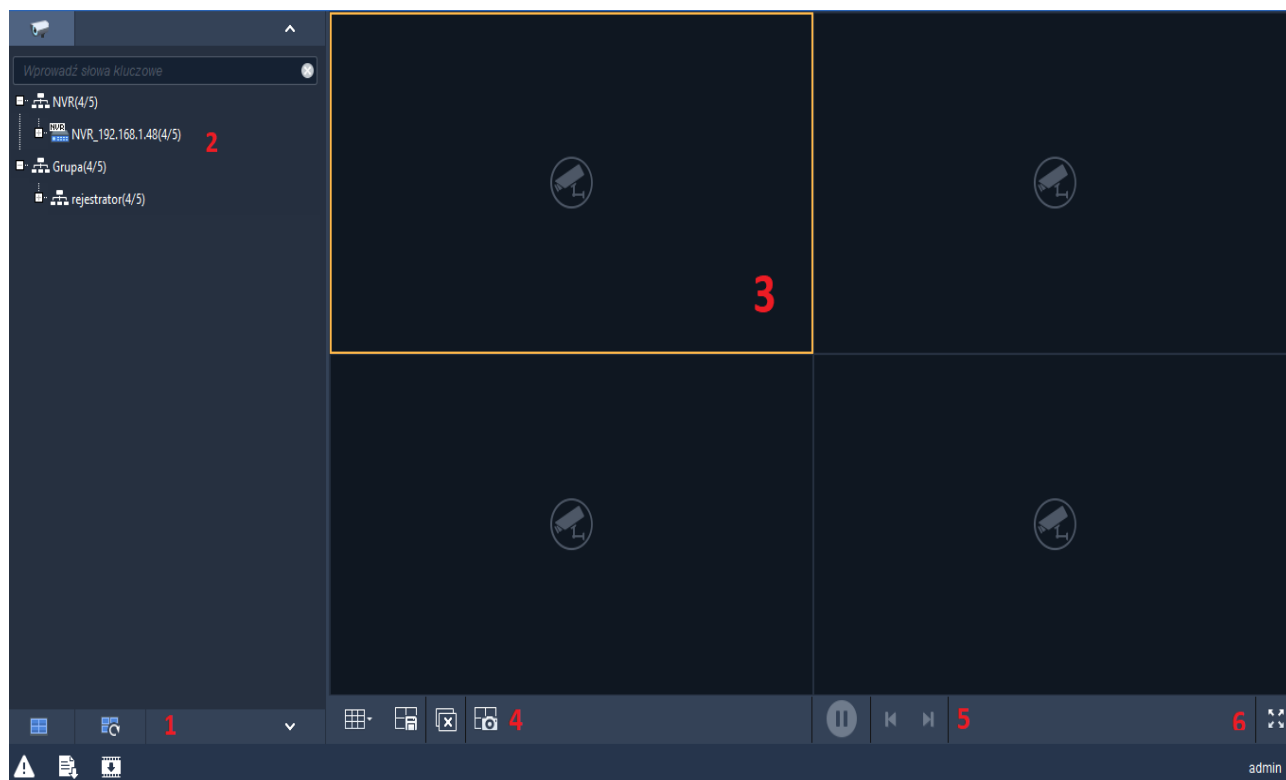 Wprowadź słowa kluczowe
NVR(4/5)
NVR
NVR_192.168.1.48(4/5)
2
Grupa(4/5)
rejestrator(4/5)
3
1
4
5
6
admin